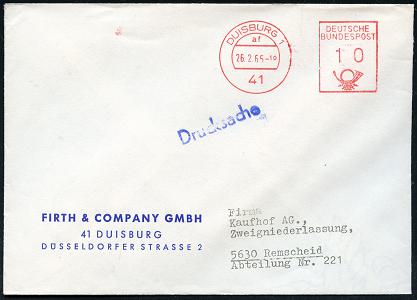 DUISBURG 1
af
26.2.65-10
41
DEUTSCHE
BUNDESPOST
10
Drucksache
FIRTH & COMPANY GMBH
41 DUISBURG
DÜSSELDORFER STRASSE 2
Firma
Kaufhof AG.,
Zweigniederlassung,
5630 Remscheid
Abteilung Nr. 221